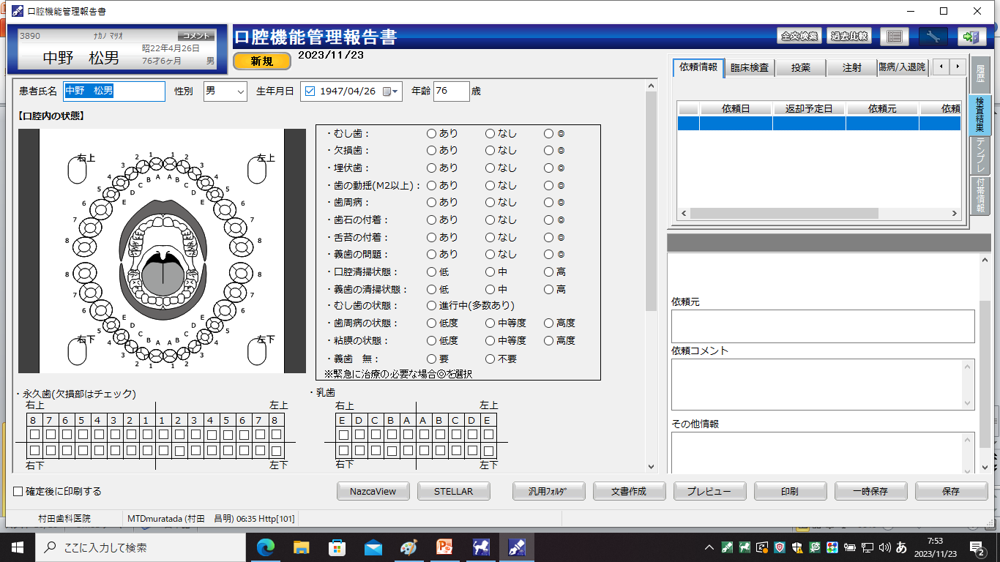 口腔機能管理報告書
3890 ﾅｶﾉ ﾏﾂｵ コメント
中野 松男 昭22年4月26日
76才6ヶ月 男
口腔機能管理報告書
全文検索 過去比較
新規 2023/11/23
患者氏名 中野 松男 性別 男 生年月日 1947/04/26 年齢 76 歳
【口腔内の状態】
右上 左上
1 1
2 2
3 3
4 4
5 5
6 6
7 7
8 8
A A
B B
C C
D D
E E
8 8
7 7
6 6
5 5
4 4
3 3
2 2
1 1
E E
D D
C C
B B
A A
右下 左下
・むし歯： あり なし ◎
・欠損歯： あり なし ◎
・埋伏歯： あり なし ◎
・歯の動揺(M2以上)： あり なし ◎
・歯周病： あり なし ◎
・歯石の付着： あり なし ◎
・舌苔の付着： あり なし ◎
・義歯の問題： あり なし ◎
・口腔清掃状態： 低 中 高
・義歯の清掃状態： 低 中 高
・むし歯の状態： 進行中(多数あり)
・歯周病の状態： 低度 中等度 高度
・粘膜の状態： 低度 中等度 高度
・義歯 無： 要 不要
※緊急に治療の必要な場合◎を選択
・永久歯(欠損部はチェック)
右上 左上
8 7 6 5 4 3 2 1 1 2 3 4 5 6 7 8
右下 左下
・乳歯
右上 左上
E D C B A A B C D E
右下 左下
依頼情報 臨床検査 投薬 注射 傷病/入退院
依頼日 返却予定日 依頼元 依頼
履歴
検査結果
テンプレ
付帯情報
依頼元
依頼コメント
その他情報
確定後に印刷する
NazcaView STELLAR 汎用ﾌｫﾙﾀﾞ 文書作成 プレビュー 印刷 一時保存 保存
村田歯科医院 MTDmuratada (村田 昌明) 06:35 Http[101]
ここに入力して検索
あ
7:53
2023/11/23
2